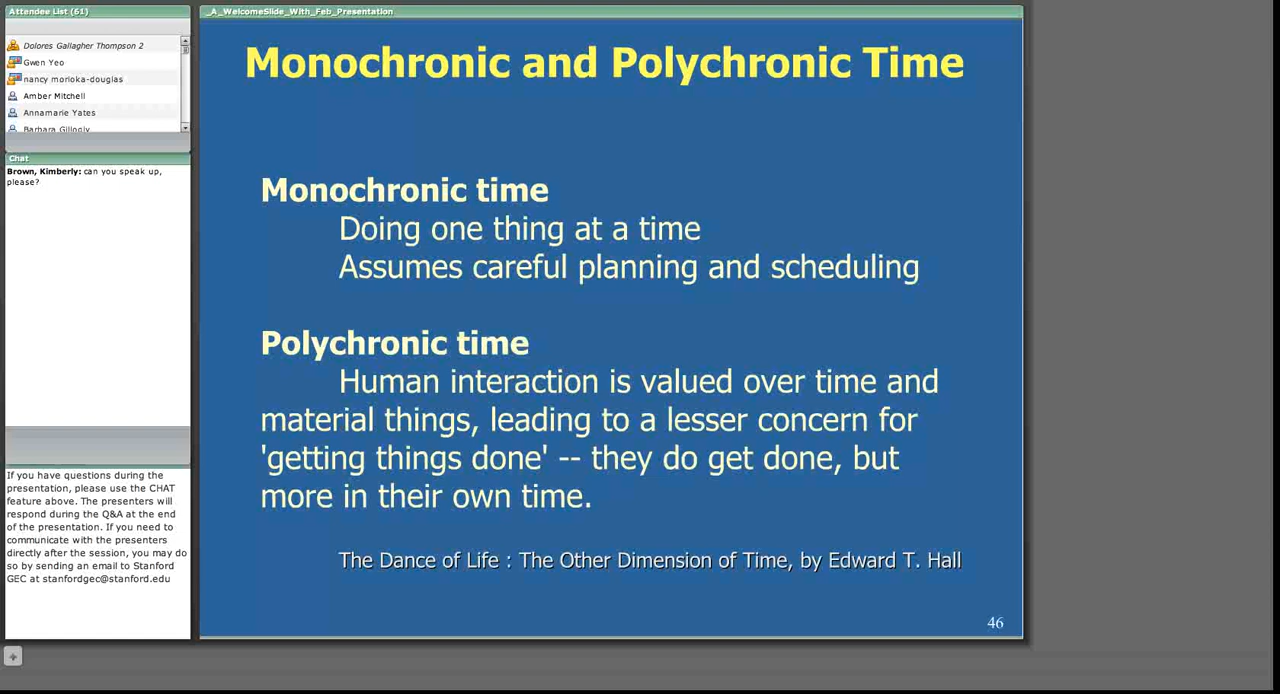 Attendee List (61)
Dolores Gallagher Thompson 2
Gwen Yeo
nancy morioka-douglas
Amber Mitchell
Annamarie Yates
Barbara Gillogly
Chat
Brown, Kimberly: can you speak up,
please?
If you have questions during the
presentation, please use the CHAT
feature above. The presenters will
respond during the Q&A at the end
of the presentation. If you need to
communicate with the presenters
directly after the session, you may do
so by sending an email to Stanford
GEC at stanfordgec@stanford.edu
_A_WelcomeSlide_With_Feb_Presentation
Monochronic and Polychronic Time
Monochronic time
Doing one thing at a time
Assumes careful planning and scheduling
Polychronic time
Human interaction is valued over time and
material things, leading to a lesser concern for
'getting things done' -- they do get done, but
more in their own time.
The Dance of Life : The Other Dimension of Time, by Edward T. Hall
46